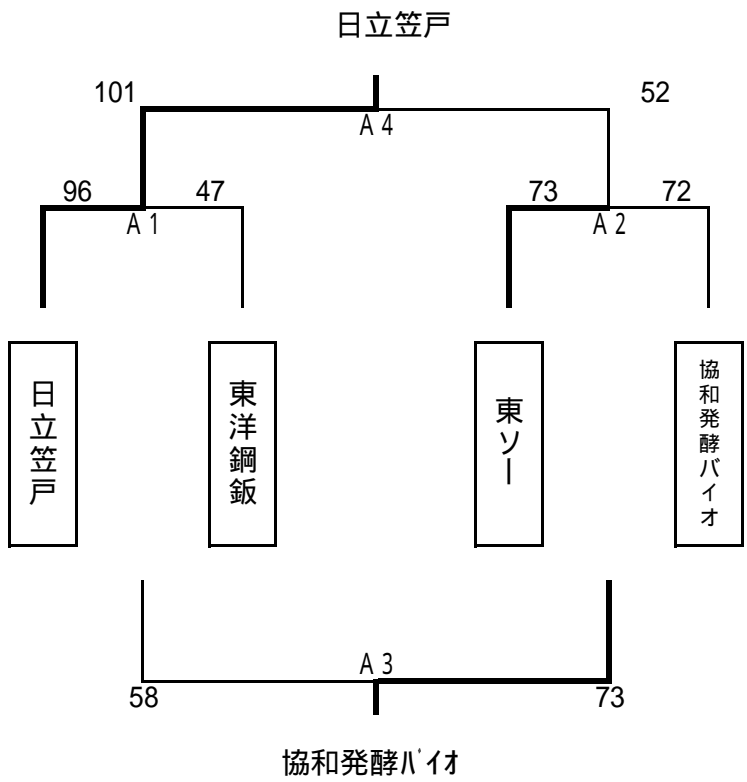 日立笠戸
101 52
A 4
96 47 73 72
A 1 A 2
日立笠戸
東洋鋼鈑
東ソー
協和発酵バイオ
A 3
58 73
協和発酵ﾊﾞｲｵ